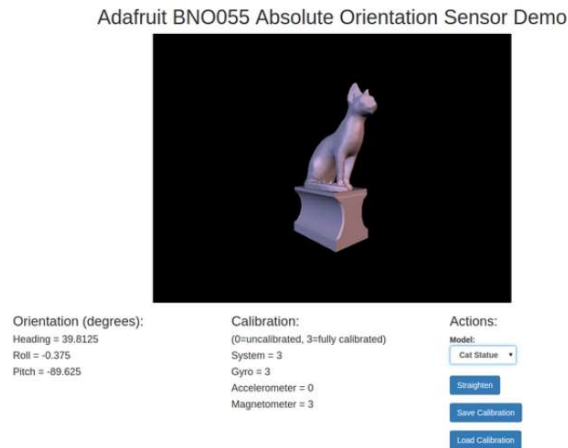 Adafruit BNO055 Absolute Orientation Sensor Demo
Orientation (degrees):
Heading = 39.8125
Roll = -0.375
Pitch = -89.625
Calibration:
(0=uncalibrated, 3=fully calibrated)
System = 3
Gyro = 3
Accelerometer = 0
Magnetometer = 3
Actions:
Model:
Cat Statue
Straighten
Save Calibration
Load Calibration